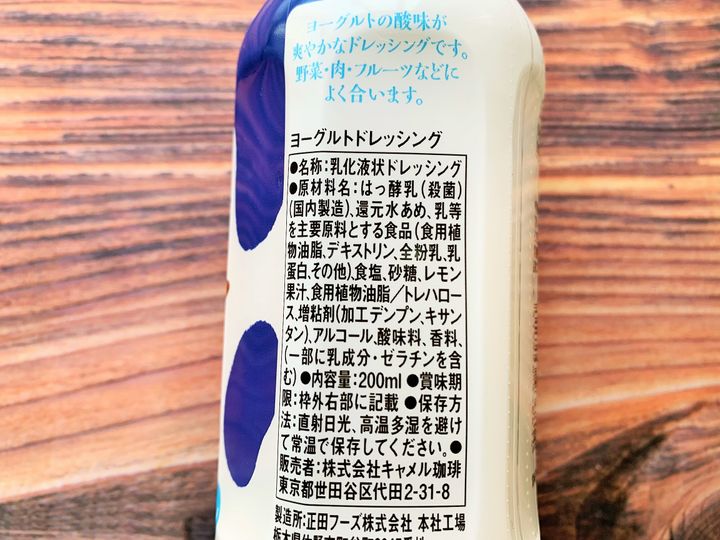 ヨーグルトの酸味が
爽やかなドレッシングです。
野菜・肉・フルーツなどに
よく合います。
ヨーグルトドレッシング
●名称:乳化液状ドレッシング
●原材料名:はっ酵乳(殺菌)
(国内製造)、還元水あめ、乳等
を主要原料とする食品(食用植
物油脂、デキストリン、全粉乳、乳
蛋白、その他)、食塩、砂糖、レモン
果汁、食用植物油脂/トレハロー
ス、増粘剤(加工デンプン、キサン
タン)、アルコール、酸味料、香料、
(一部に乳成分・ゼラチンを含
む) ●内容量:200ml ●賞味期
限:枠外右部に記載 ●保存方
法:直射日光、高温多湿を避け
て常温で保存してください。●
販売者:株式会社キャメル珈琲
東京都世田谷区代田2-31-8
製造所:正田フーズ株式会社 本社工場